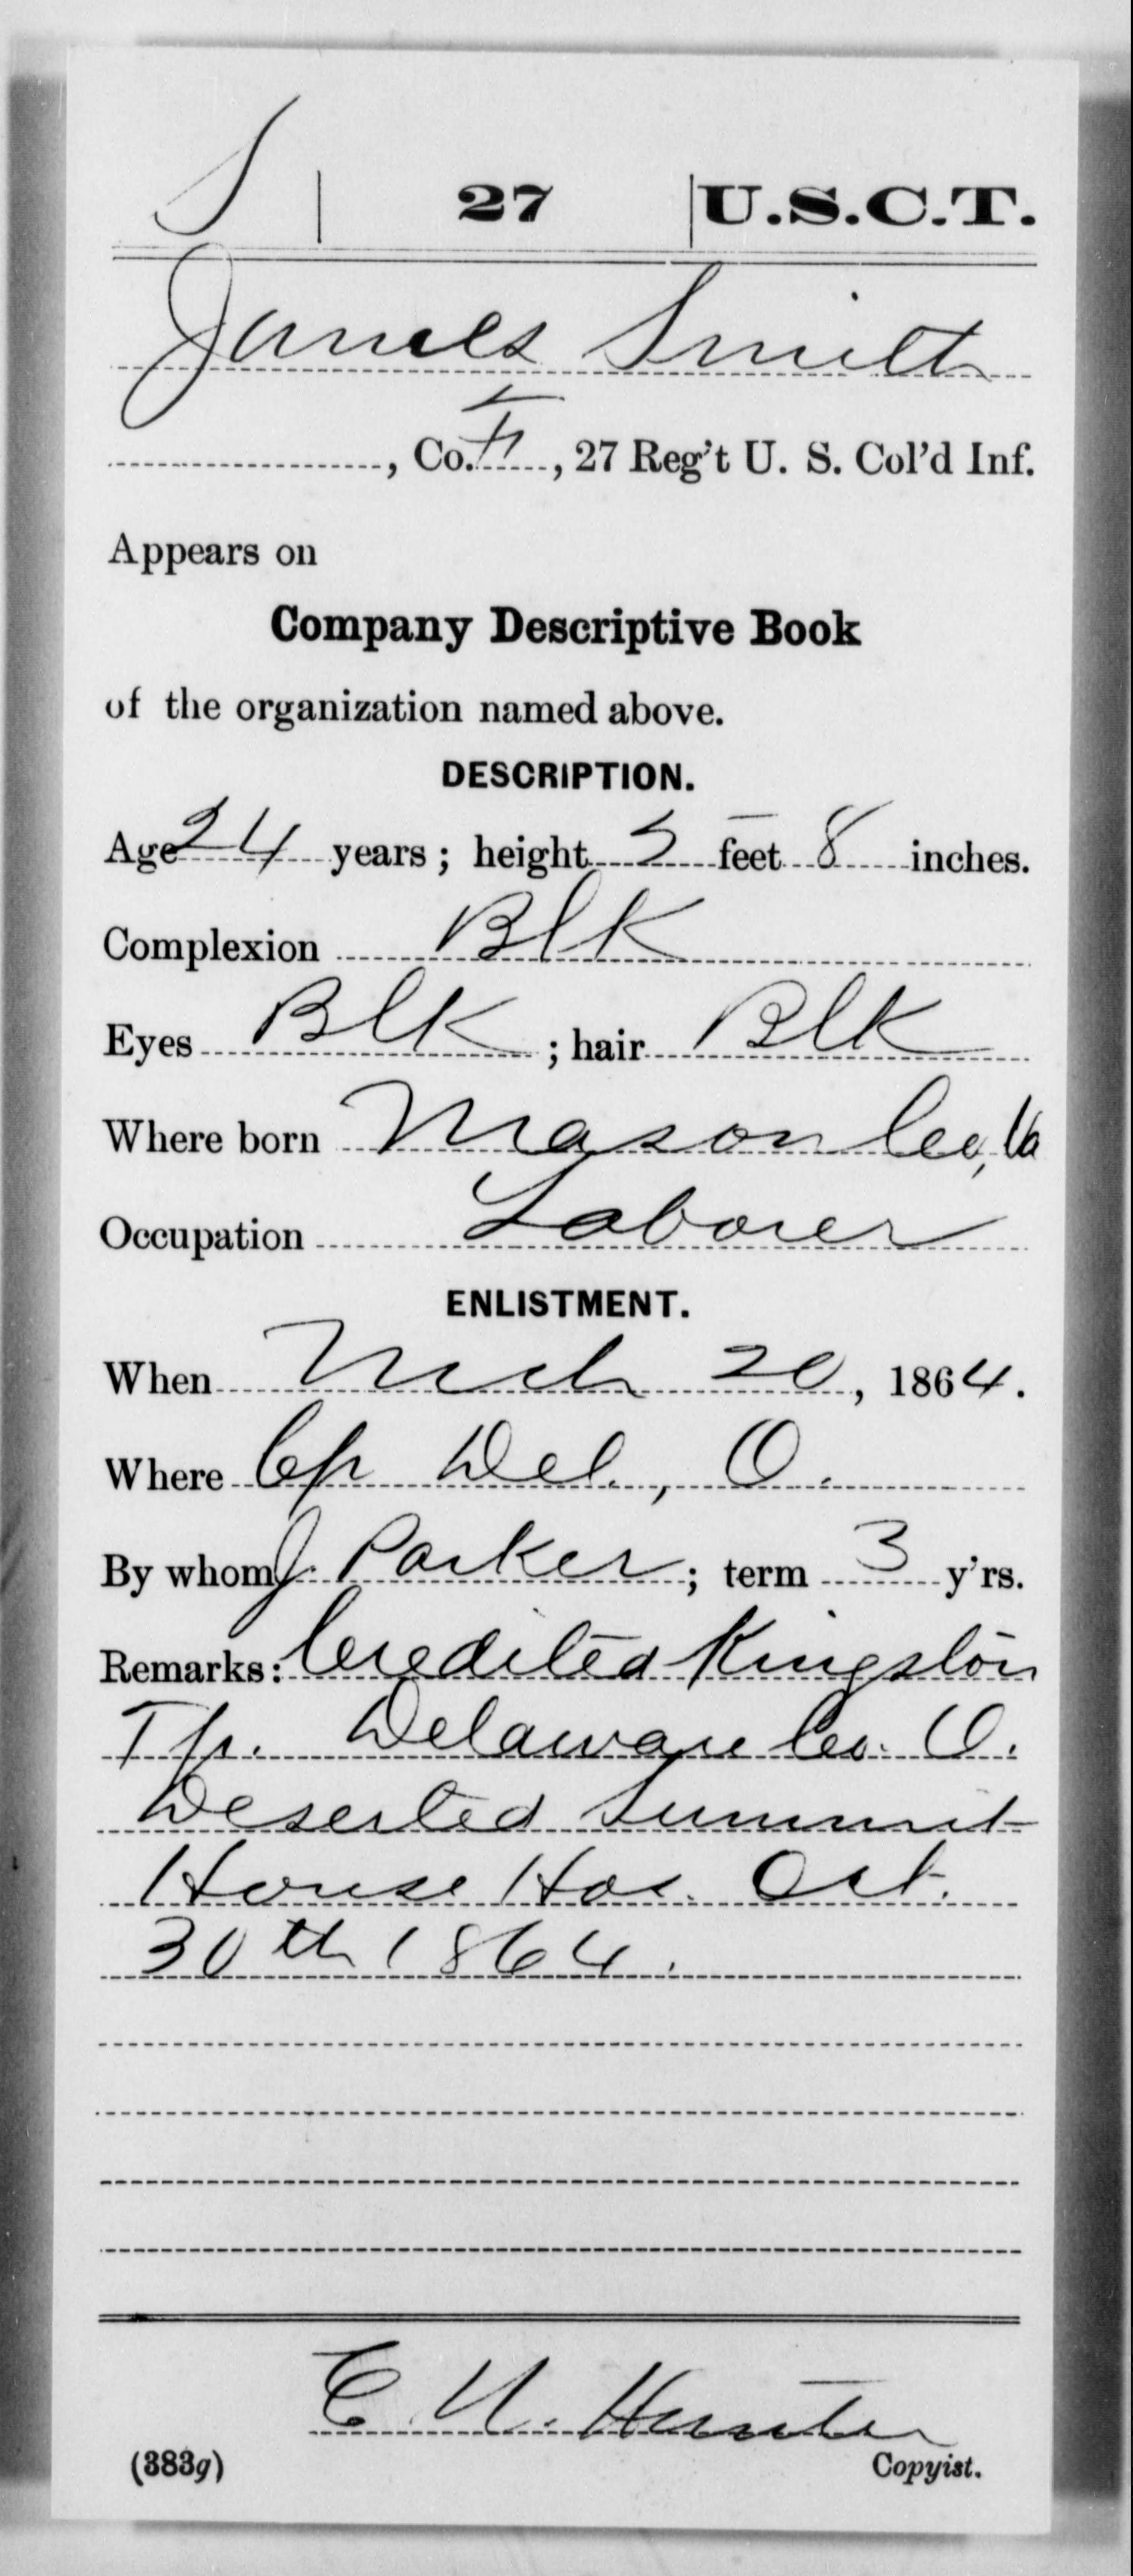 S | 27 | U.S.C.T.
James Smith
, Co. F, 27 Reg't U. S. Col'd Inf.
Appears on
Company Descriptive Book
of the organization named above.
DESCRIPTION.
Age 24 years; height 5 feet 8 inches.
Complexion Blk
Eyes Blk; hair Blk
Where born Mason Co, Va
Occupation Laborer
ENLISTMENT.
When Mch 20, 1864.
Where Cp Del., O.
By whom J. Parker; term 3 y'rs.
Remarks: Credited Kingston
Tp. Delaware Co. O.
Deserted Summit
House Hos. Oct.
30th 1864.
C. N. Hunter
(383g) Copyist.